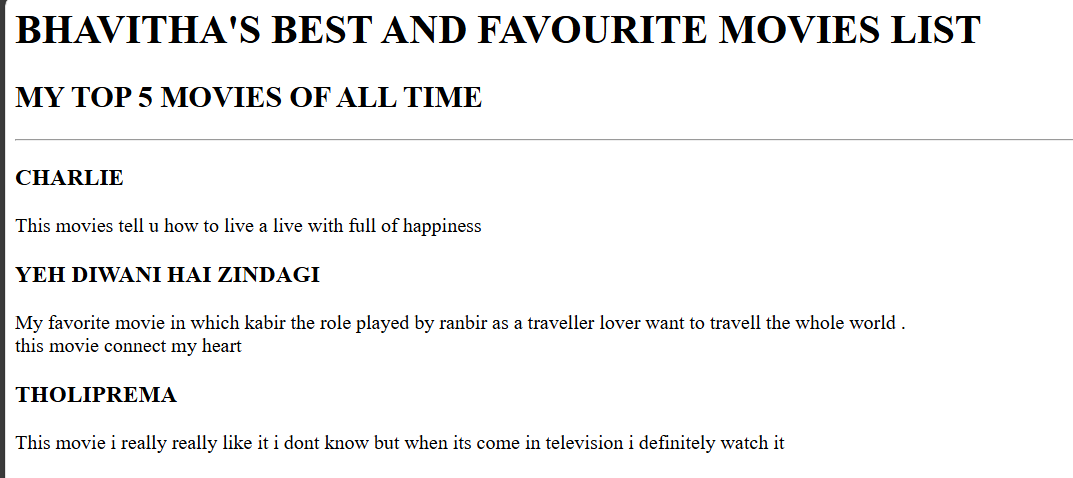 BHAVITHA'S BEST AND FAVOURITE MOVIES LIST
MY TOP 5 MOVIES OF ALL TIME
CHARLIE
This movies tell u how to live a live with full of happiness
YEH DIWANI HAI ZINDAGI
My favorite movie in which kabir the role played by ranbir as a traveller lover want to travell the whole world .
this movie connect my heart
THOLIPREMA
This movie i really really like it i dont know but when its come in television i definitely watch it